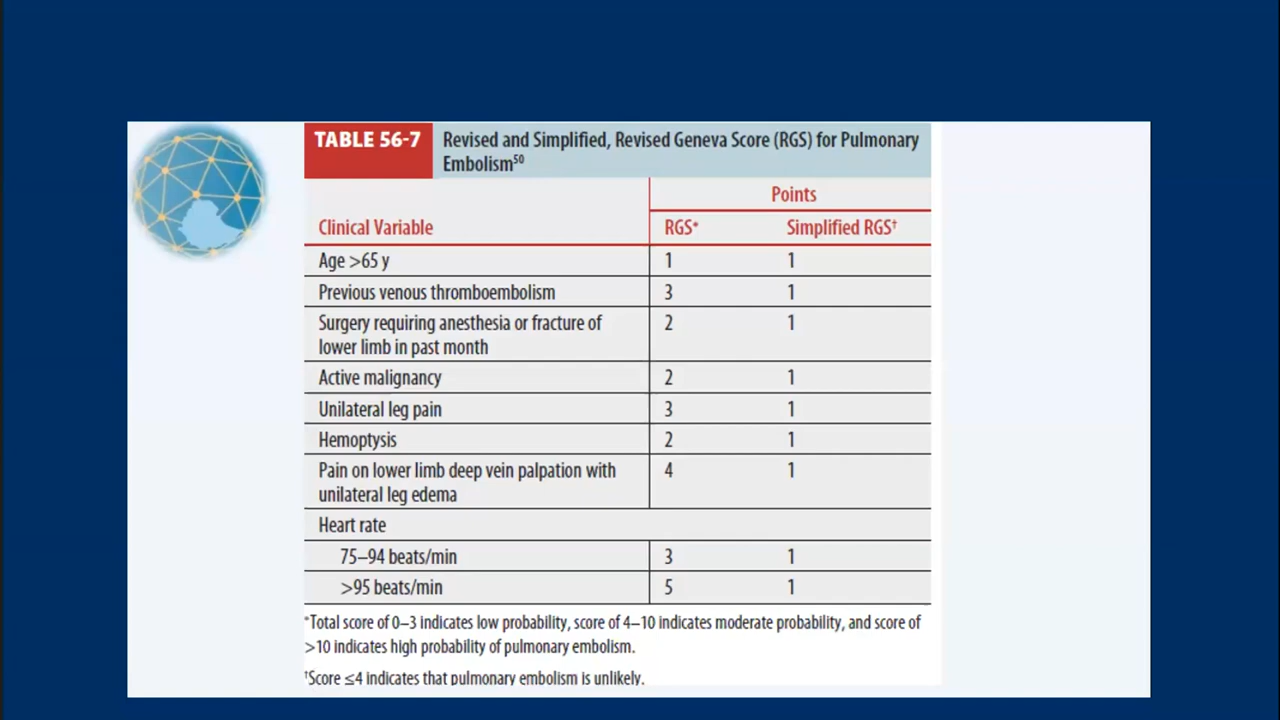 TABLE 56-7
Revised and Simplified, Revised Geneva Score (RGS) for Pulmonary
Embolism50
Points
Clinical Variable RGS* Simplified RGS†
Age >65 y 1 1
Previous venous thromboembolism 3 1
Surgery requiring anesthesia or fracture of 2 1
lower limb in past month
Active malignancy 2 1
Unilateral leg pain 3 1
Hemoptysis 2 1
Pain on lower limb deep vein palpation with 4 1
unilateral leg edema
Heart rate
75–94 beats/min 3 1
>95 beats/min 5 1
*Total score of 0–3 indicates low probability, score of 4–10 indicates moderate probability, and score of
>10 indicates high probability of pulmonary embolism.
†Score ≤4 indicates that pulmonary embolism is unlikely.